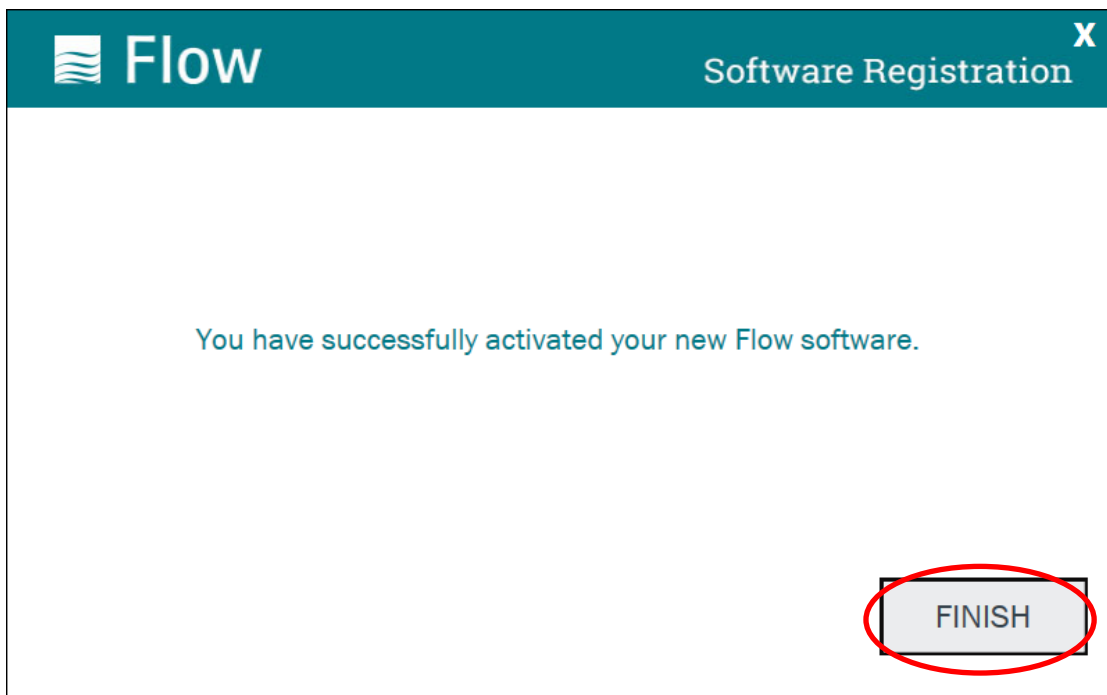 Flow
X
Software Registration
You have successfully activated your new Flow software.
FINISH